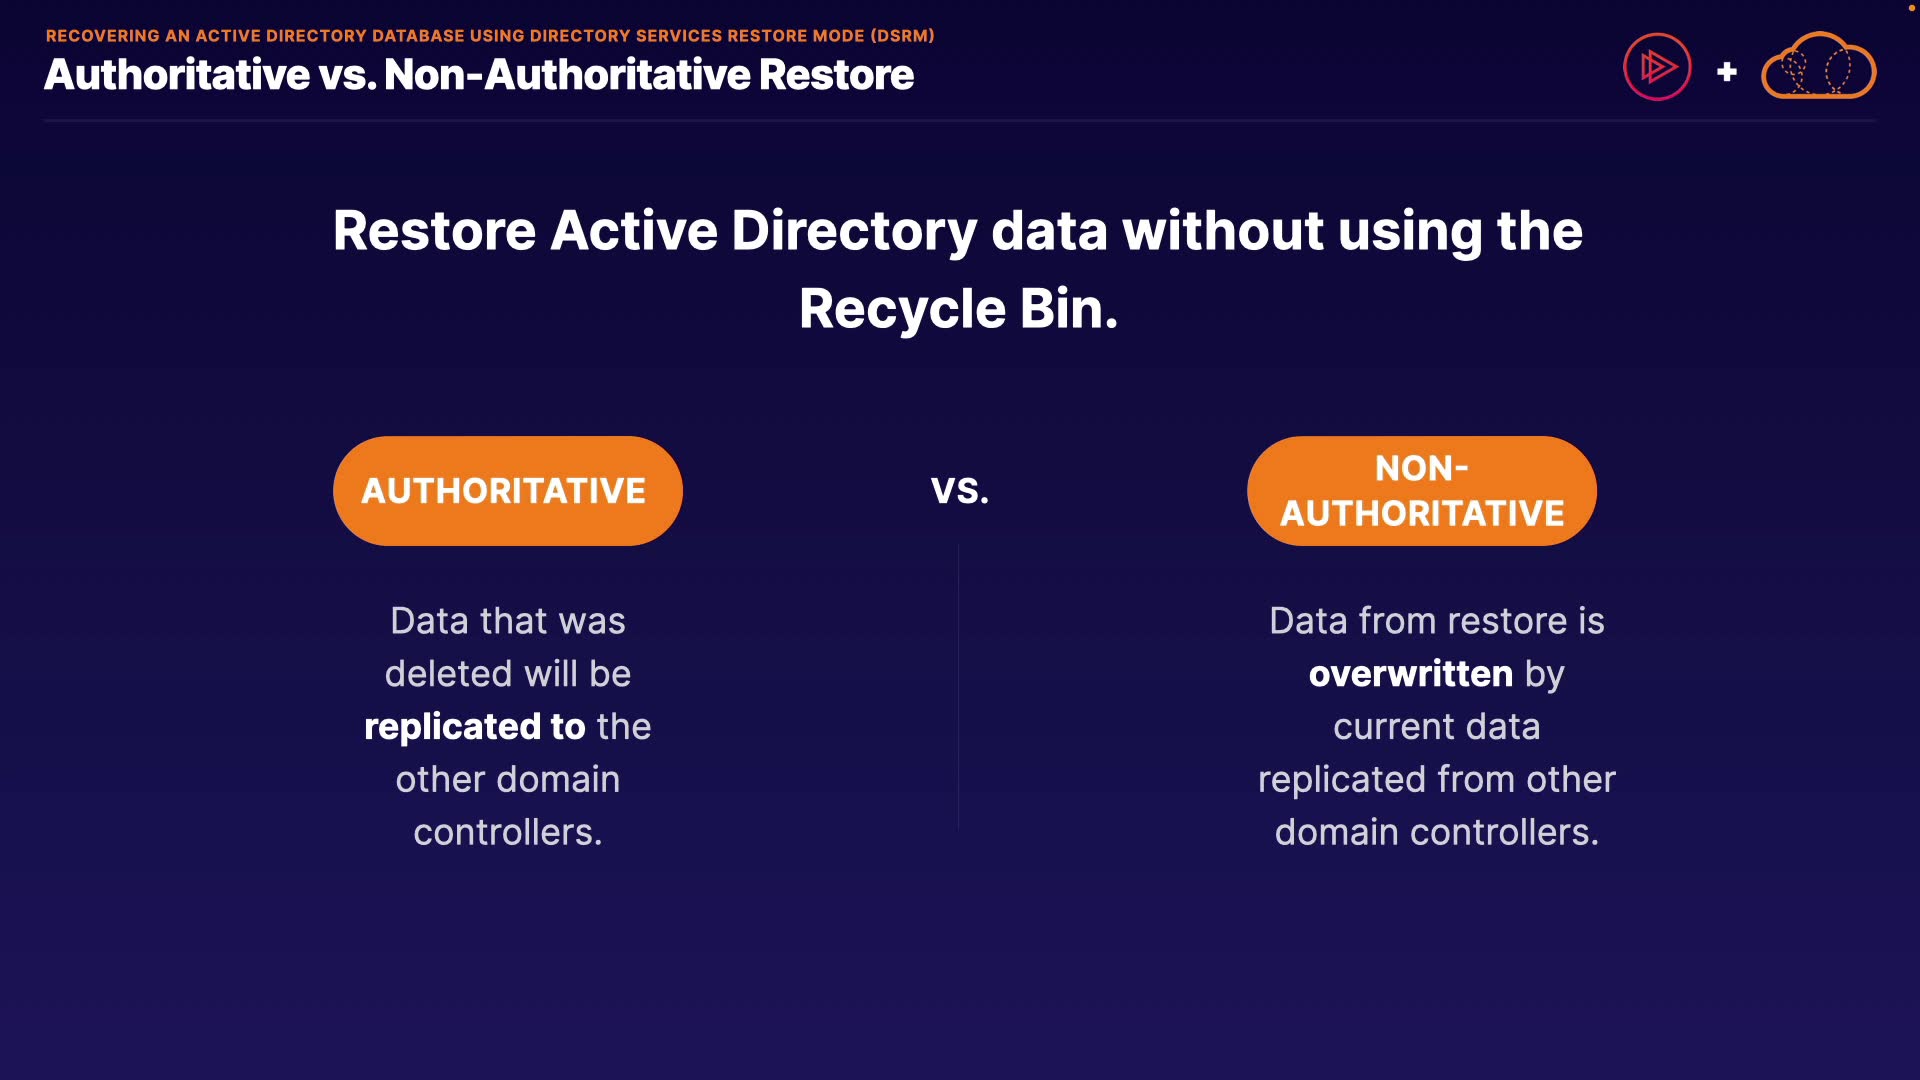 RECOVERING AN ACTIVE DIRECTORY DATABASE USING DIRECTORY SERVICES RESTORE MODE (DSRM)
Authoritative vs. Non-Authoritative Restore
+
Restore Active Directory data without using the
Recycle Bin.
AUTHORITATIVE
VS.
NON-
AUTHORITATIVE
Data that was
deleted will be
replicated to the
other domain
controllers.
Data from restore is
overwritten by
current data
replicated from other
domain controllers.